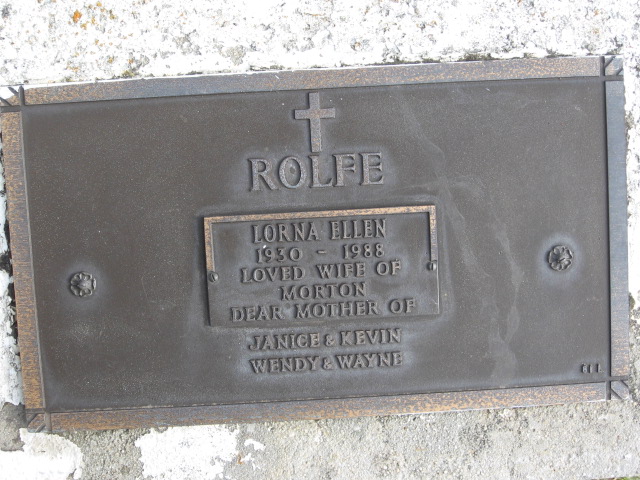 ROLFE
LORNA ELLEN
1930 - 1988
LOVED WIFE OF
MORTON
DEAR MOTHER OF
JANICE & KEVIN
WENDY & WAYNE